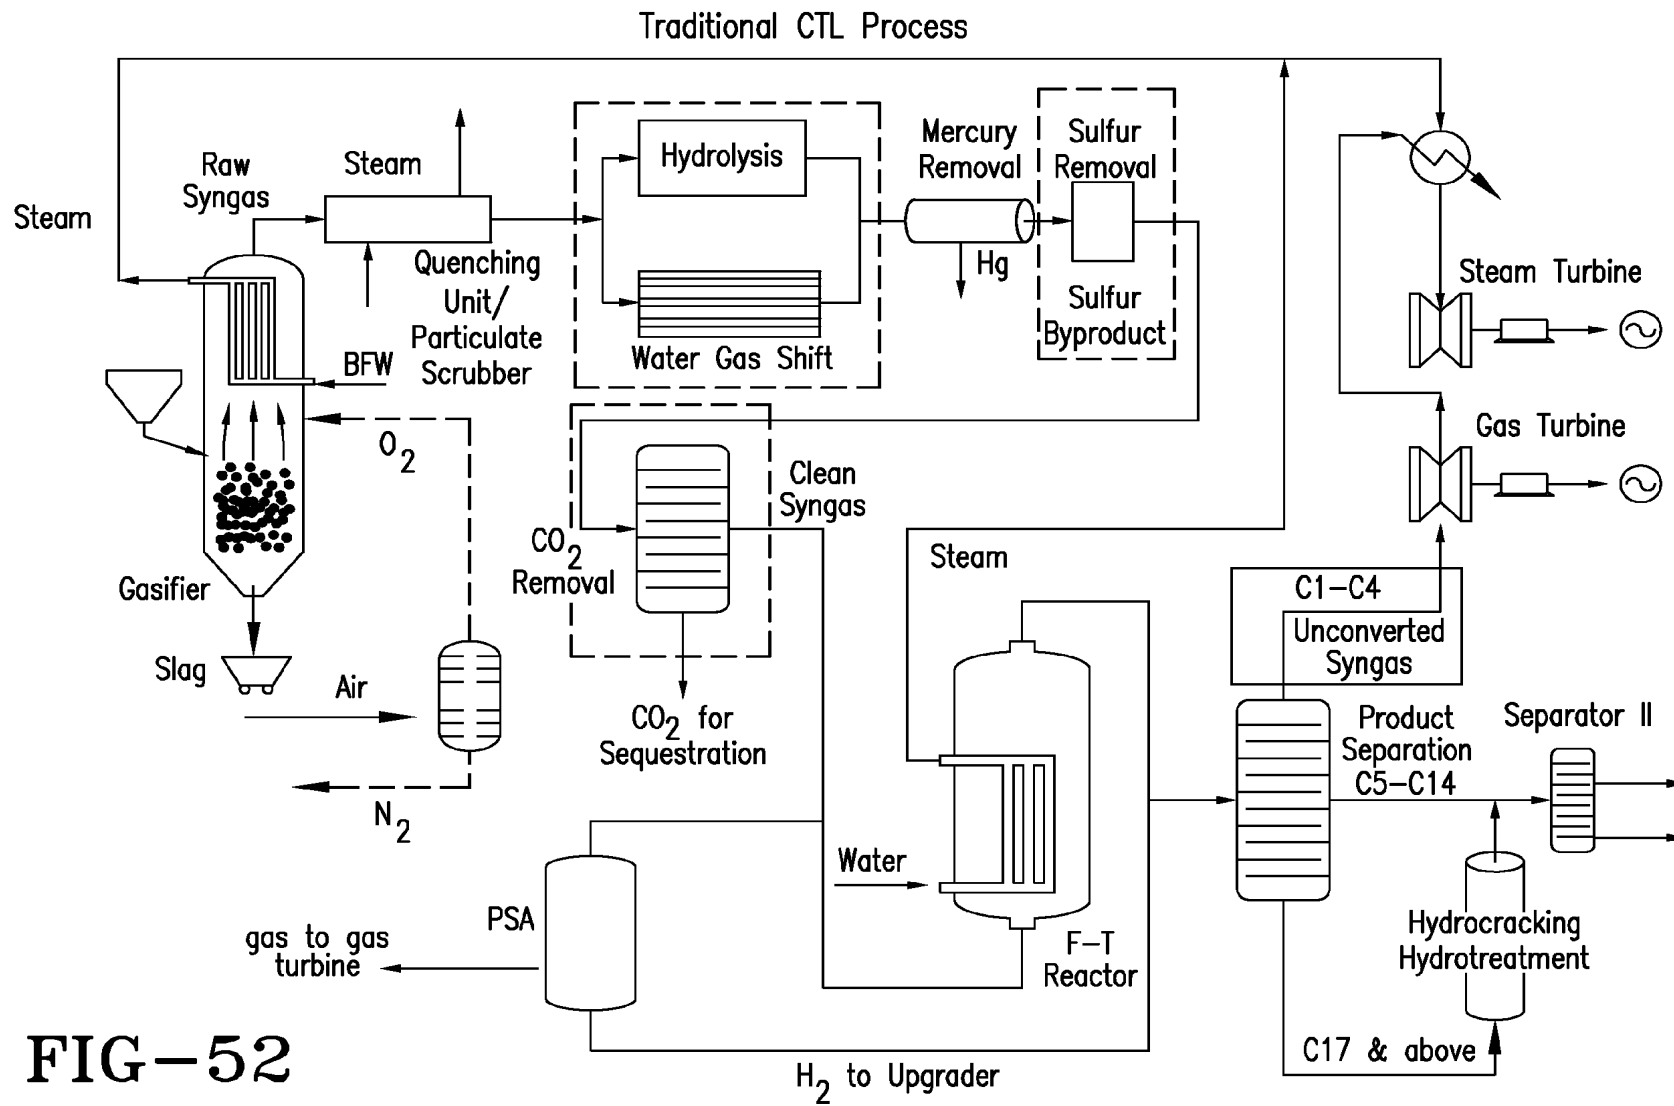 Traditional CTL Process
Raw
Syngas
Steam
Steam
Hydrolysis
Mercury
Removal
Sulfur
Removal
Quenching
Unit/
Particulate
Scrubber
Hg
Sulfur
Byproduct
Steam Turbine
BFW
Water Gas Shift
O2
Clean
Syngas
Gas Turbine
CO2
Removal
Steam
Gasifier
C1-C4
Unconverted
Syngas
Slag
Air
CO2 for
Sequestration
Product
Separation
C5-C14
Separator II
N2
Water
PSA
gas to gas
turbine
F-T
Reactor
Hydrocracking
Hydrotreatment
C17 & above
H2 to Upgrader
FIG-52